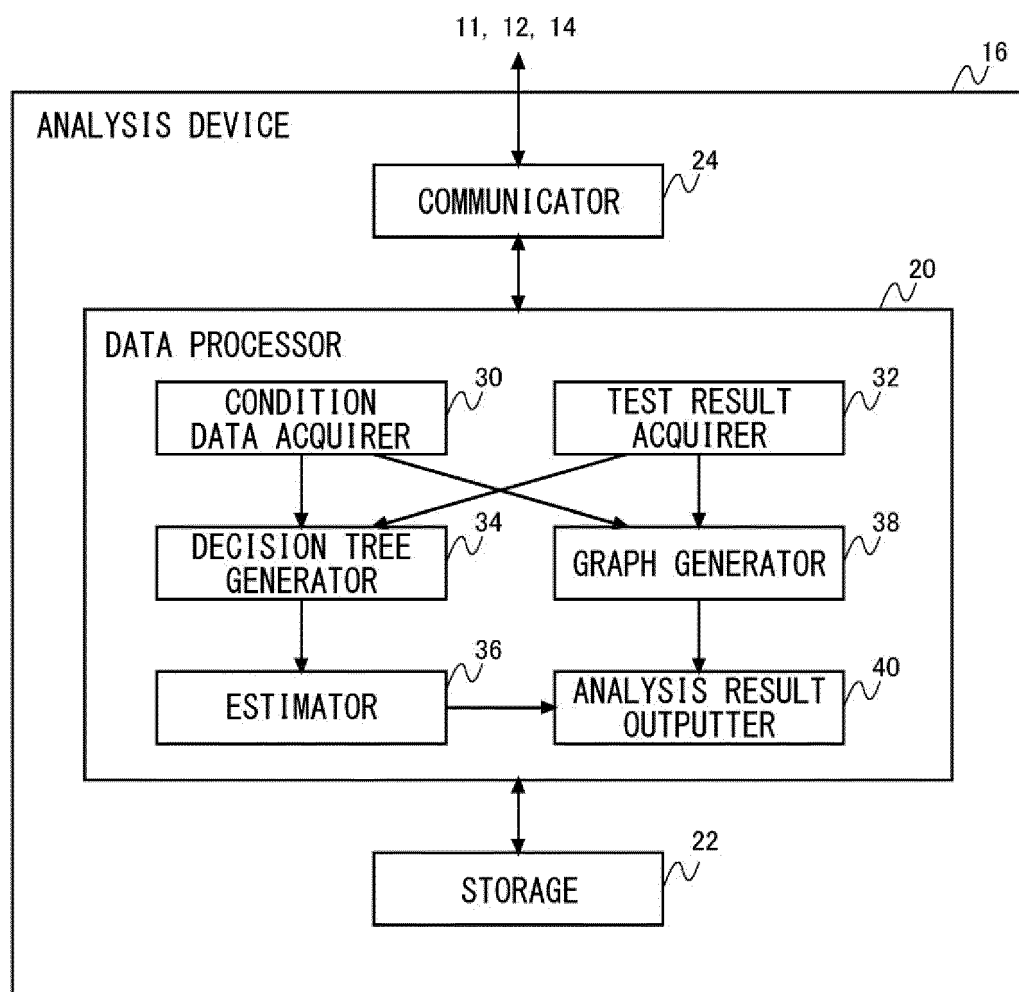 11, 12, 14
16
ANALYSIS DEVICE
24
COMMUNICATOR
20
DATA PROCESSOR
30
CONDITION
DATA ACQUIRER
32
TEST RESULT
ACQUIRER
34
DECISION TREE
GENERATOR
38
GRAPH GENERATOR
36
ESTIMATOR
40
ANALYSIS RESULT
OUTPUTTER
22
STORAGE